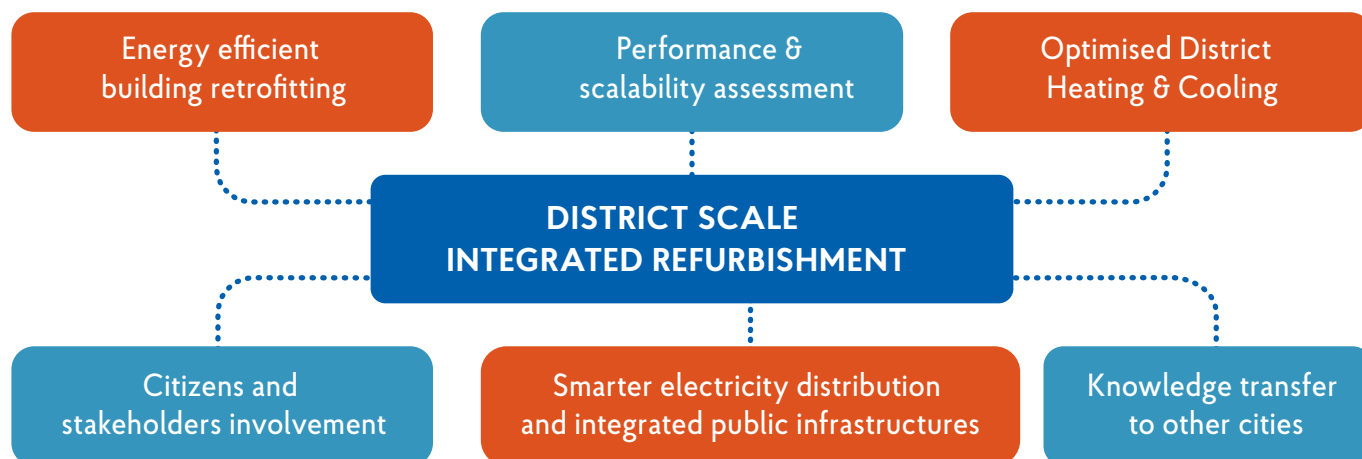 Energy efficient
building retrofitting
Performance &
scalability assessment
Optimised District
Heating & Cooling
DISTRICT SCALE
INTEGRATED REFURBISHMENT
Citizens and
stakeholders involvement
Smarter electricity distribution
and integrated public infrastructures
Knowledge transfer
to other cities